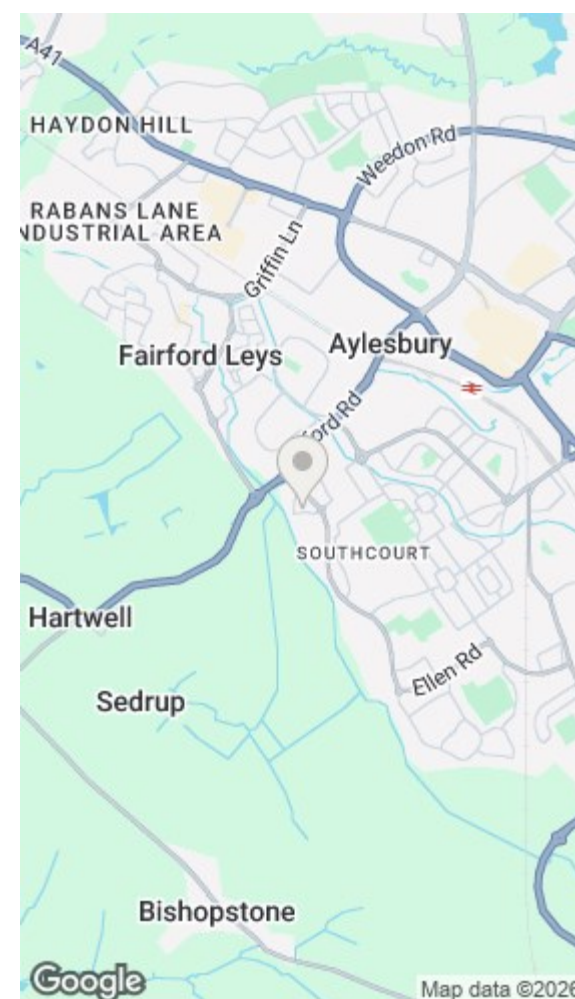 A41
HAYDON HILL
Weedon Rd
RABANS LANE
NDUSTRIAL AREA
Griffin Ln
Fairford Leys
Aylesbury
ford Rd
SOUTHCOURT
Hartwell
Ellen Rd
Sedrup
Bishopstone
Google
Map data ©2026